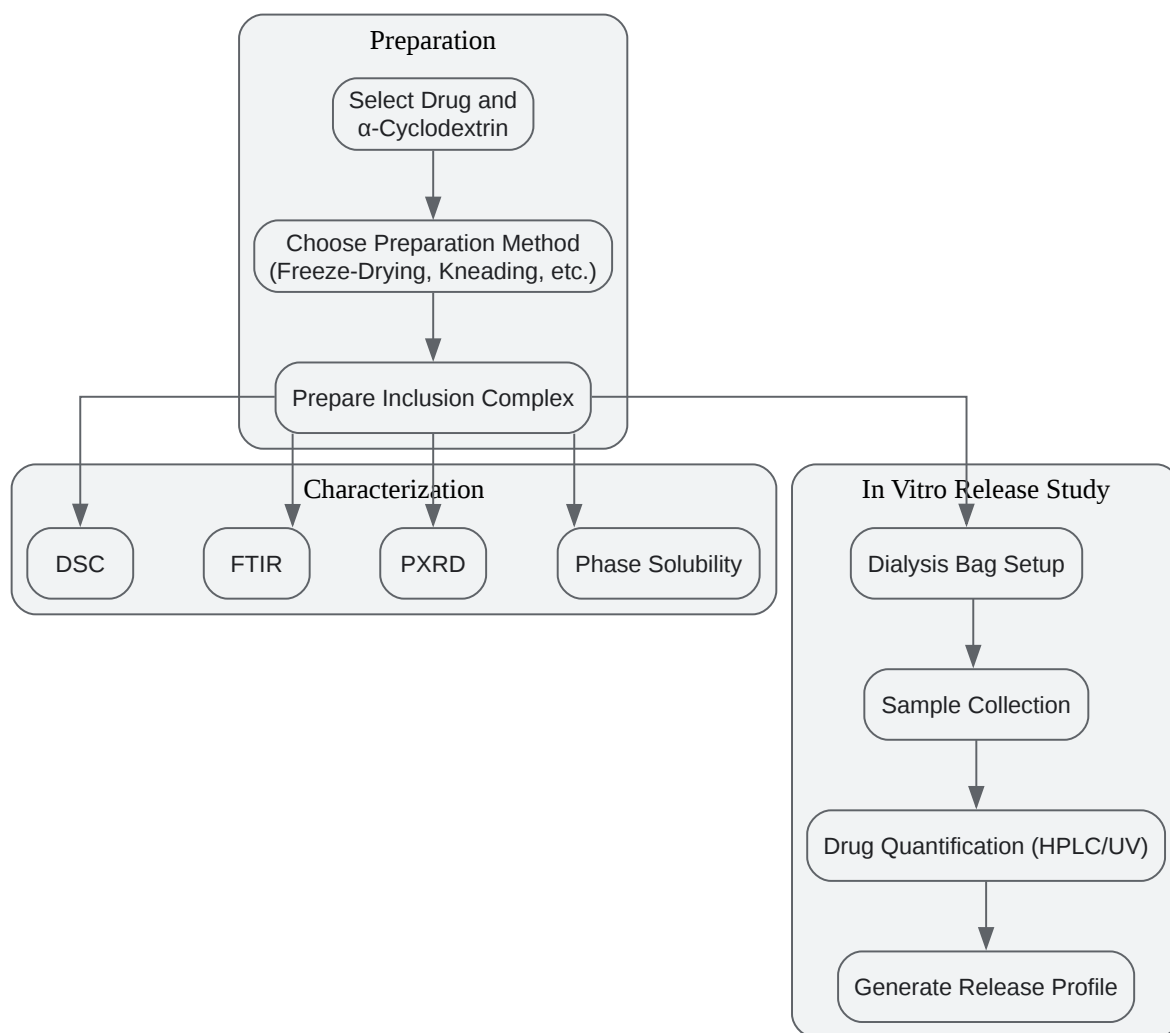 Preparation
Select Drug and
α-Cyclodextrin
Choose Preparation Method
(Freeze-Drying, Kneading, etc.)
Prepare Inclusion Complex
Characterization
DSC
FTIR
PXRD
Phase Solubility
In Vitro Release Study
Dialysis Bag Setup
Sample Collection
Drug Quantification (HPLC/UV)
Generate Release Profile